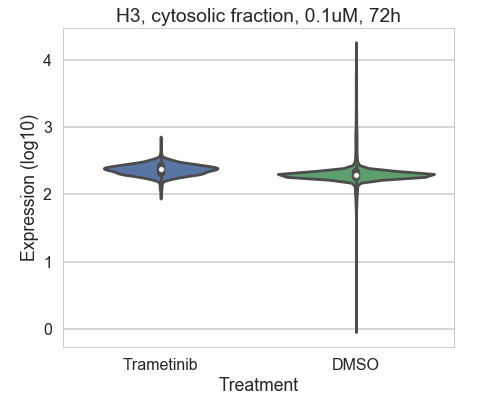 H3, cytosolic fraction, 0.1uM, 72h
Expression (log10)
4
3
2
1
0
Trametinib
DMSO
Treatment